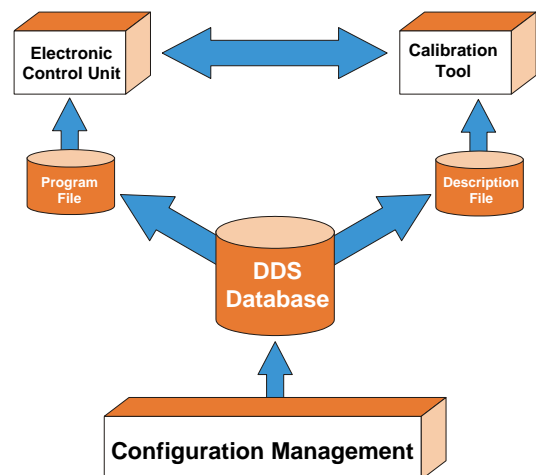 Electronic
Control Unit
Calibration
Tool
Program
File
Description
File
DDS
Database
Configuration Management